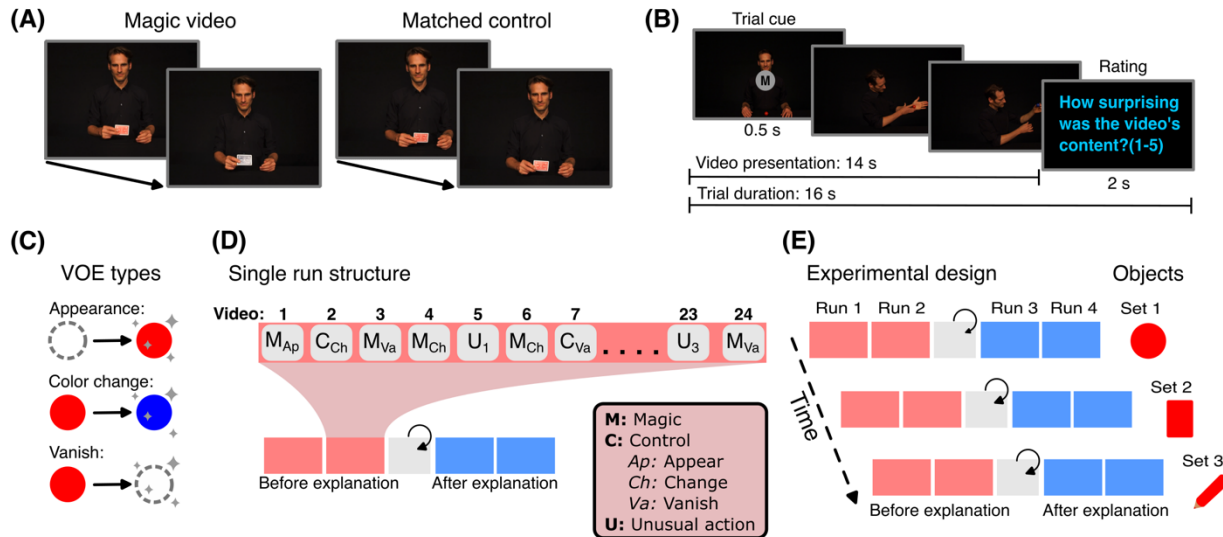 (A)
Magic video
Matched control
(B)
Trial cue
M
Rating
How surprising
was the video's
content?(1-5)
0.5 s
Video presentation: 14 s
2 s
Trial duration: 16 s
(C)
VOE types
Appearance:
Color change:
Vanish:
(D)
Single run structure
Video: 1 2 3 4 5 6 7 23 24
MAp CCh MVa MCh U1 MCh CVa .... U3 MVa
Before explanation
After explanation
M: Magic
C: Control
Ap: Appear
Ch: Change
Va: Vanish
U: Unusual action
(E)
Experimental design
Objects
Run 1 Run 2 Run 3 Run 4
Set 1
Set 2
Set 3
Time
Before explanation
After explanation